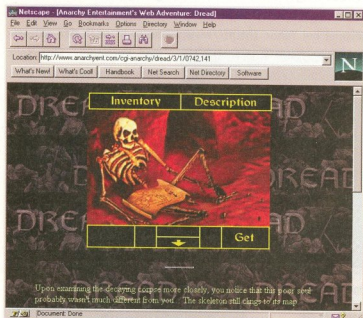 Netscape - [Anarchy Entertainment's Web Adventure: Dread]
File Edit View Go Bookmarks Options Directory Window Help
Location: http://www.anarchyent.com/cgi-anarchy/dread/3/1/0742,141
What's New! What's Cool! Handbook Net Search Net Directory Software
N
DREAD
Inventory Description
Get
Upon examining the decaying corpse more closely, you notice that this poor soul
probably wasn't much different from you. The skeleton still clings to its map
Document: Done